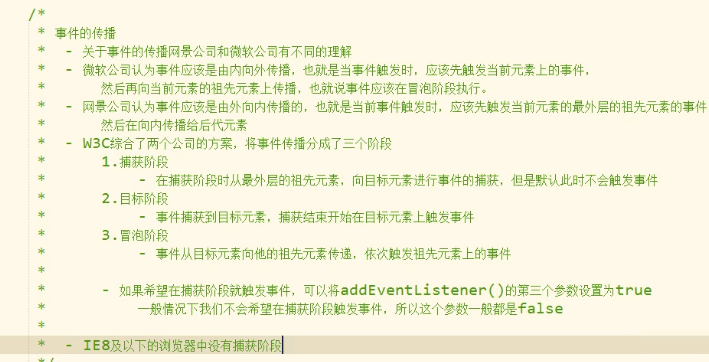 /*
* 事件的传播
* - 关于事件的传播网景公司和微软公司有不同的理解
* - 微软公司认为事件应该是由内向外传播，也就是当事件触发时，应该先触发当前元素上的事件，
* 然后再向当前元素的祖先元素上传播，也就说事件应该在冒泡阶段执行。
* - 网景公司认为事件应该是由外向内传播的，也就是当前事件触发时，应该先触发当前元素的最外层的祖先元素的事件
* 然后在向内传播给后代元素
* - W3C综合了两个公司的方案，将事件传播分成了三个阶段
* 1.捕获阶段
* - 在捕获阶段时从最外层的祖先元素，向目标元素进行事件的捕获，但是默认此时不会触发事件
* 2.目标阶段
* - 事件捕获到目标元素，捕获结束开始在目标元素上触发事件
* 3.冒泡阶段
* - 事件从目标元素向他的祖先元素传递，依次触发祖先元素上的事件
*
* - 如果希望在捕获阶段就触发事件，可以将addEventListener()的第三个参数设置为true
* 一般情况下我们不会希望在捕获阶段触发事件，所以这个参数一般都是false
*
* - IE8及以下的浏览器中没有捕获阶段
*/